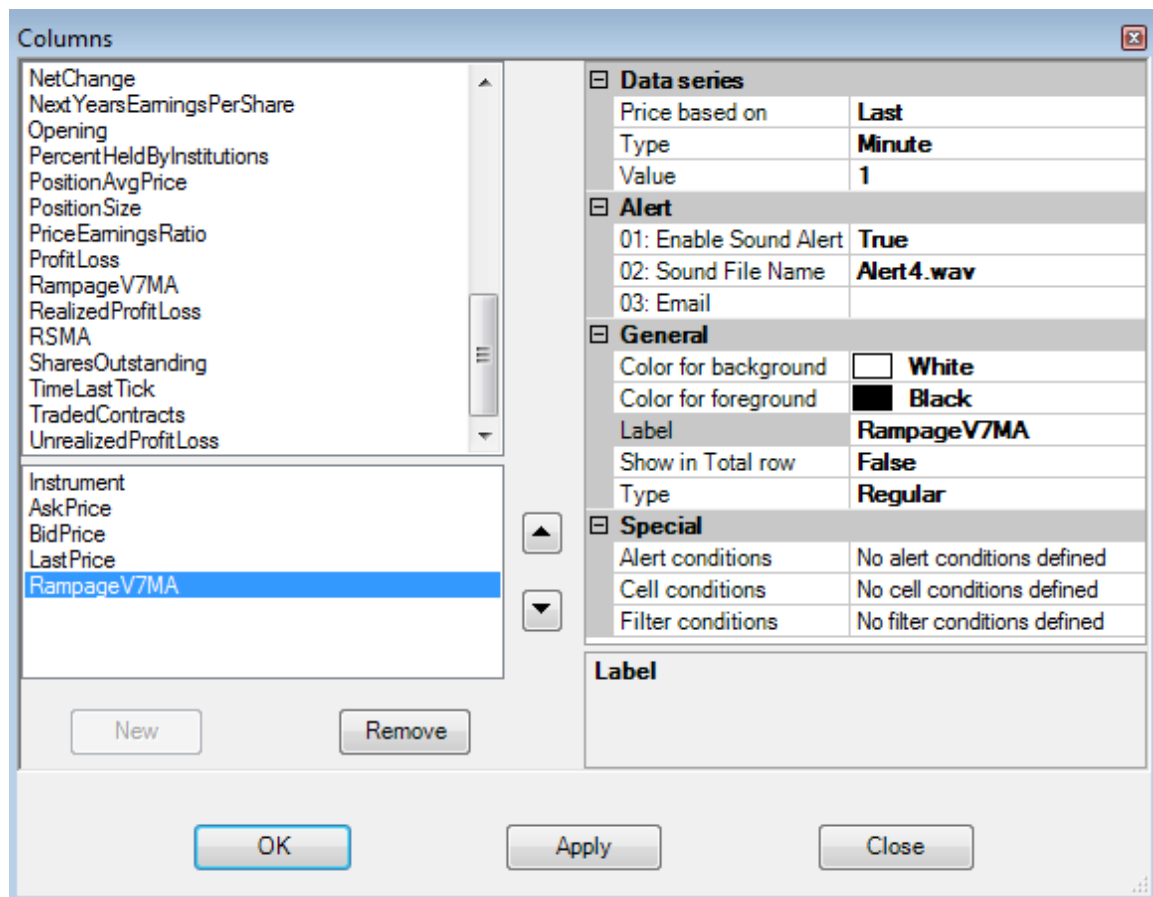 Columns
NetChange
NextYearsEarningsPerShare
Opening
PercentHeldByInstitutions
PositionAvgPrice
PositionSize
PriceEarningsRatio
ProfitLoss
RampageV7MA
RealizedProfitLoss
RSMA
SharesOutstanding
TimeLastTick
TradedContracts
UnrealizedProfitLoss
Instrument
AskPrice
BidPrice
LastPrice
RampageV7MA
New Remove
Data series
Price based on Last
Type Minute
Value 1
Alert
01: Enable Sound Alert True
02: Sound File Name Alert4.wav
03: Email
General
Color for background White
Color for foreground Black
Label RampageV7MA
Show in Total row False
Type Regular
Special
Alert conditions No alert conditions defined
Cell conditions No cell conditions defined
Filter conditions No filter conditions defined
Label
OK Apply Close